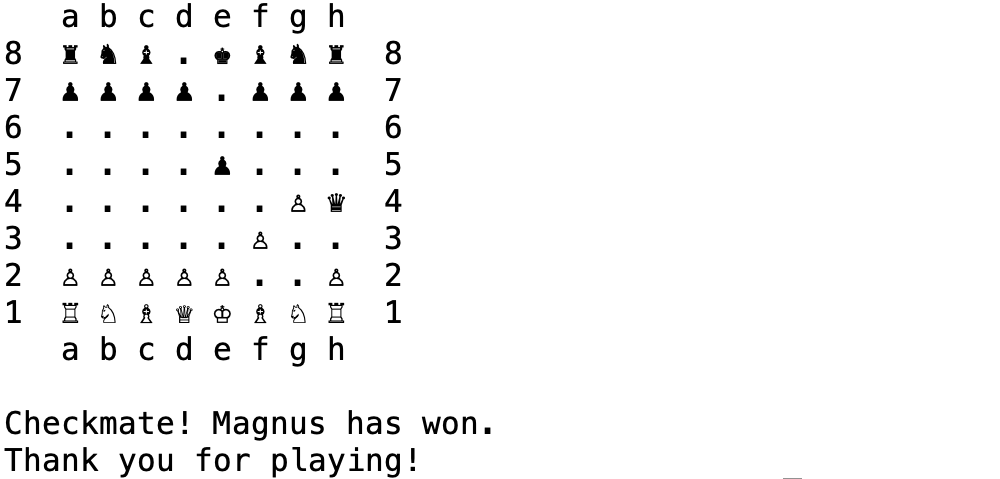 a b c d e f g h
8 ♜ ♞ ♝ . ♚ ♝ ♞ ♜ 8
7 ♟ ♟ ♟ ♟ . ♟ ♟ ♟ 7
6 . . . . . . . . 6
5 . . . . ♟ . . . 5
4 . . . . . . ♙ ♛ 4
3 . . . . . ♙ . . 3
2 ♙ ♙ ♙ ♙ ♙ . . ♙ 2
1 ♖ ♘ ♗ ♕ ♔ ♗ ♘ ♖ 1
a b c d e f g h
Checkmate! Magnus has won.
Thank you for playing!